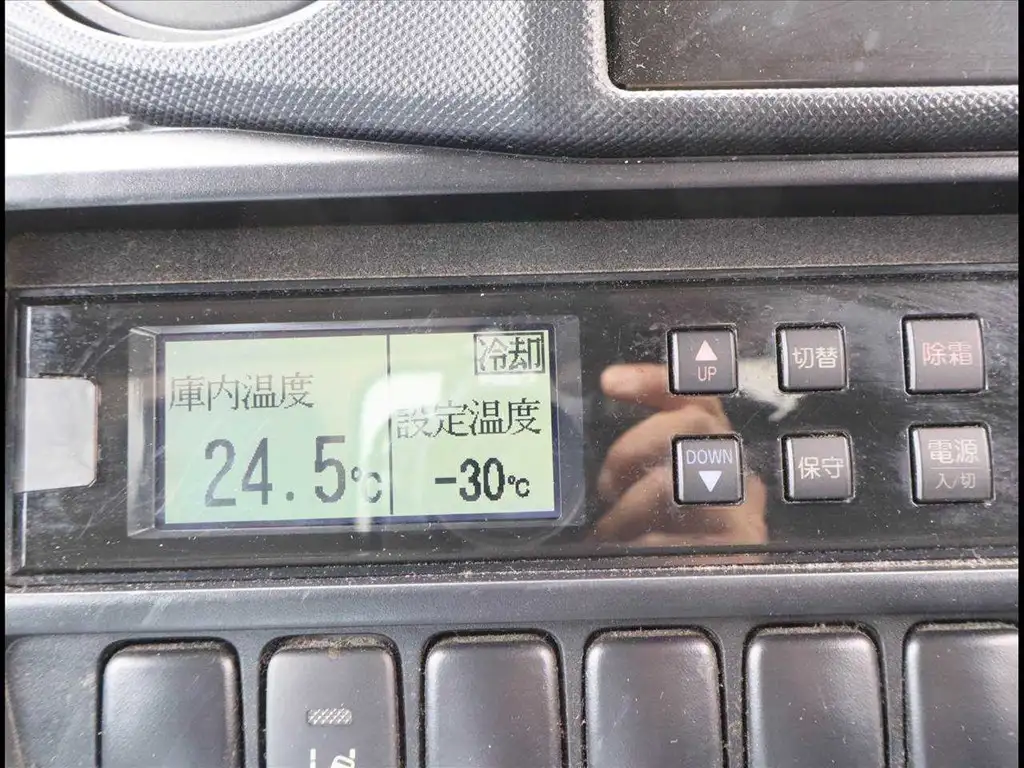 冷却
庫内温度
設定温度
24.5℃
-30℃
▲
UP
切替
除霜
DOWN
▼
保守
電源
入/切